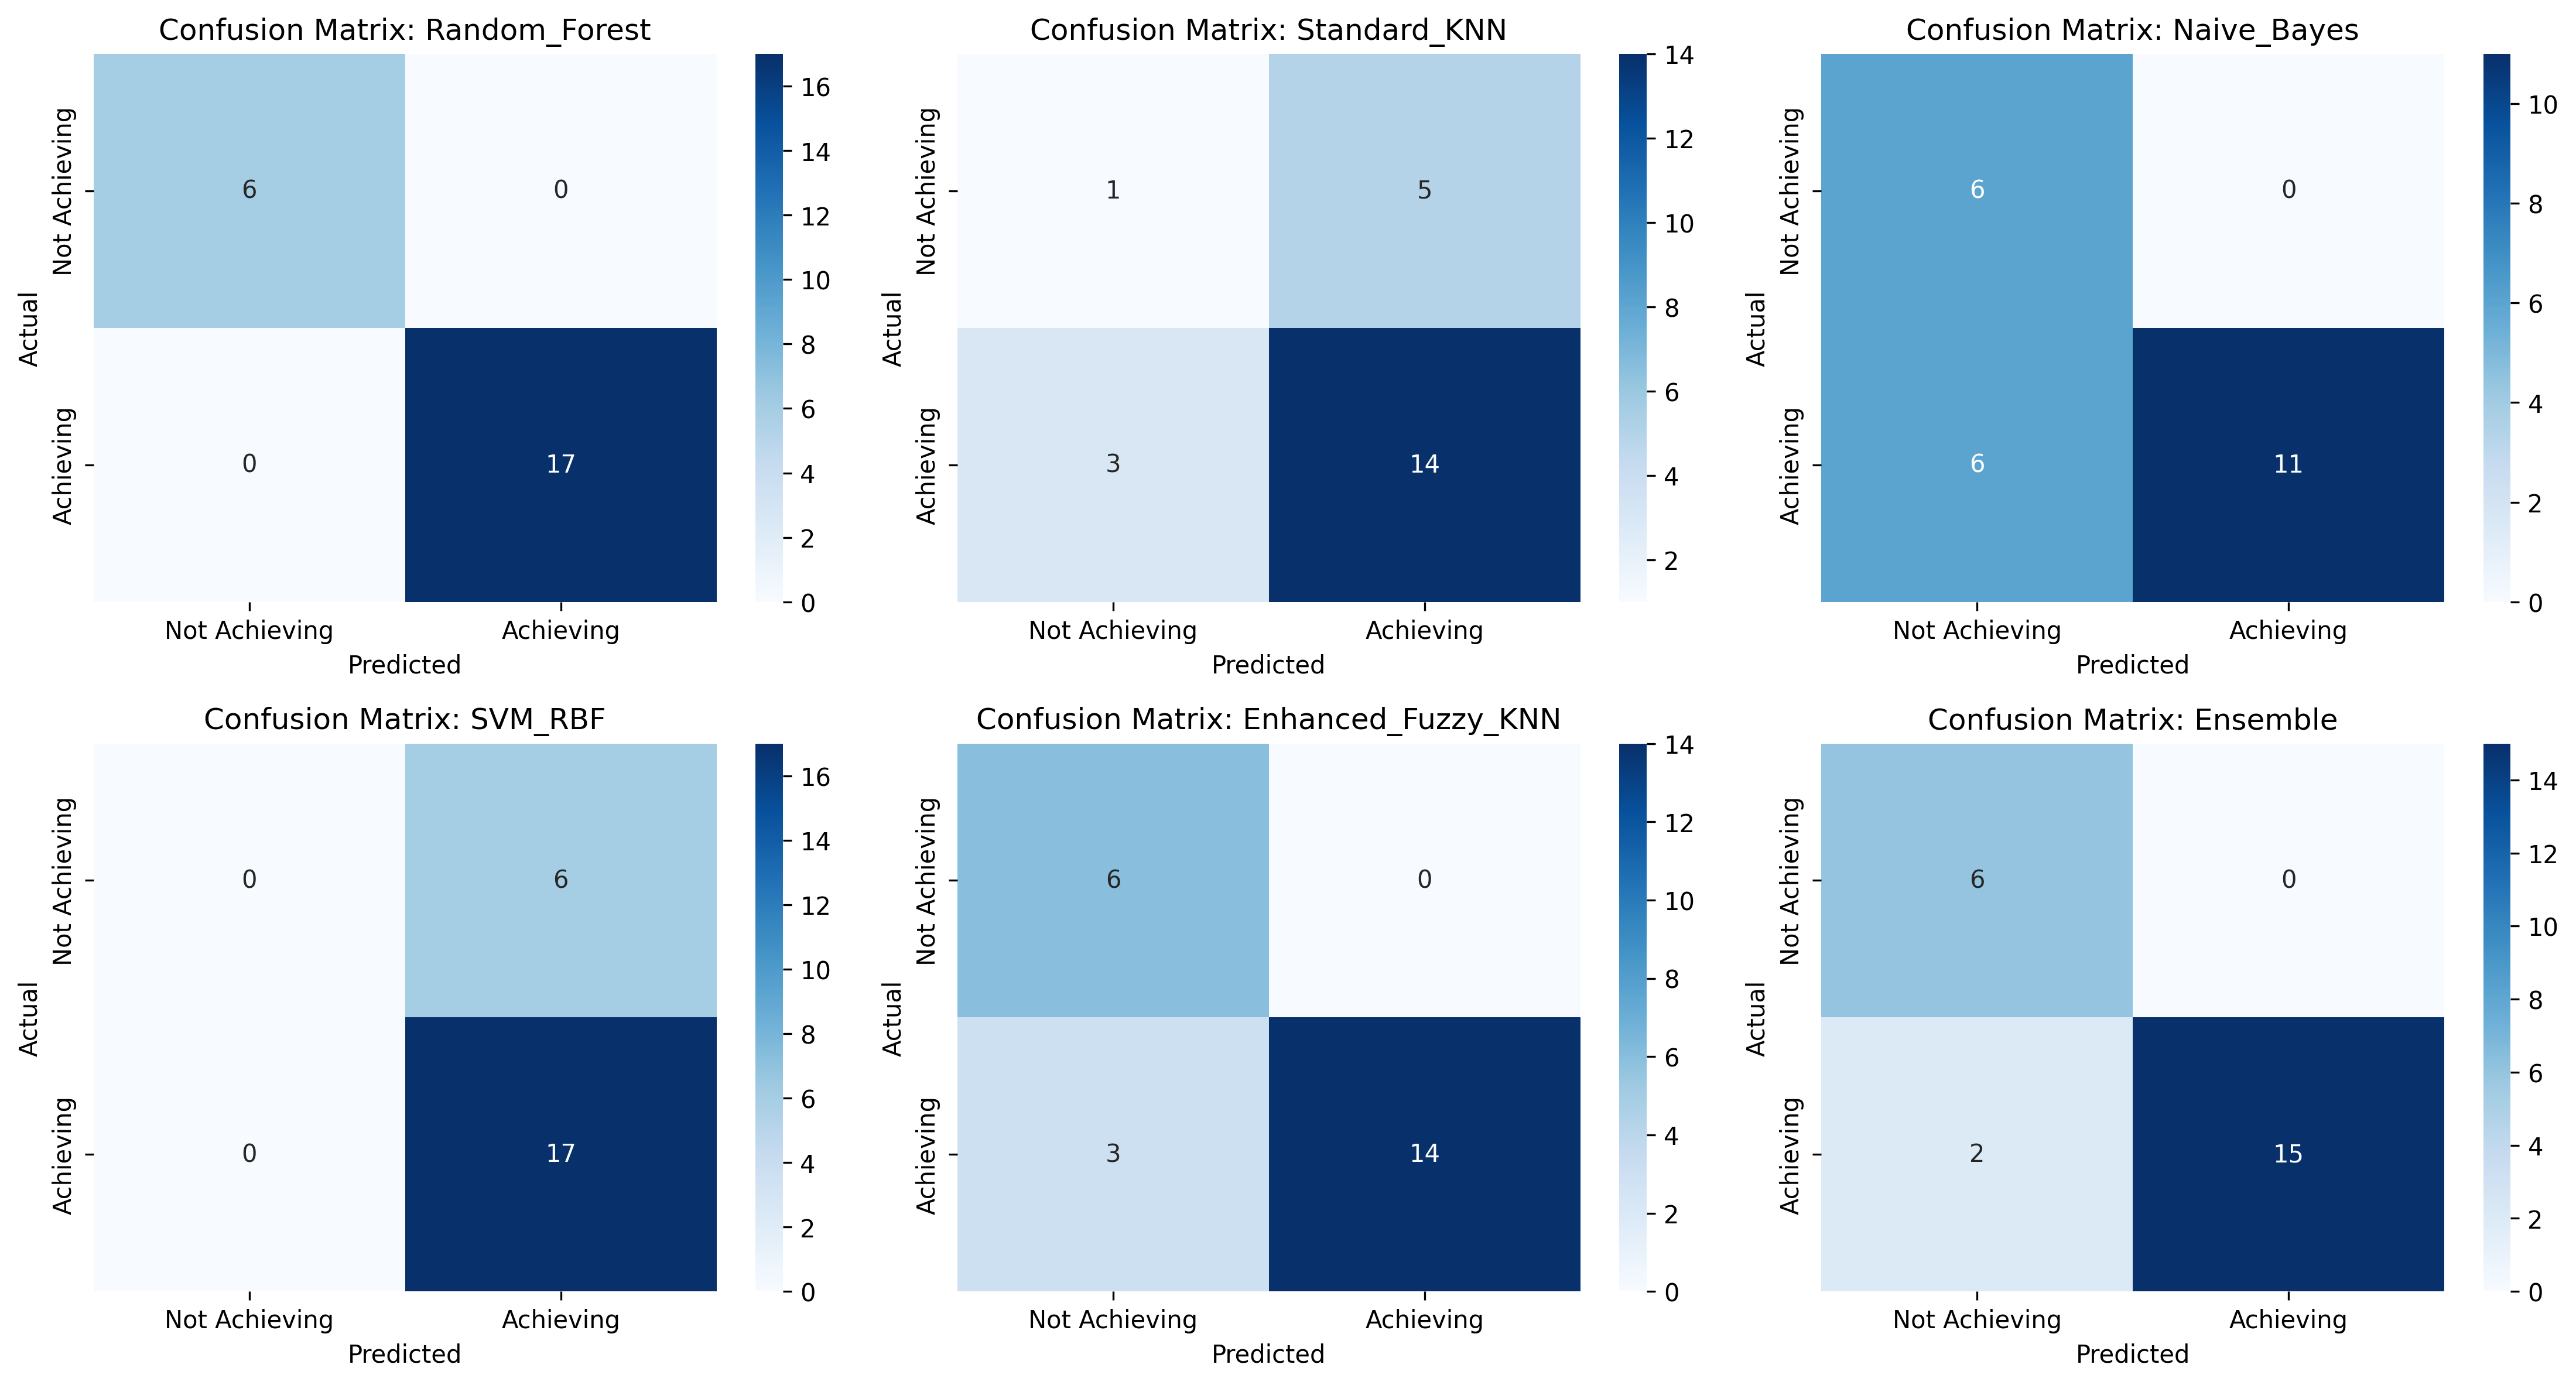 Confusion Matrix: Random_Forest
Actual
Not Achieving
Achieving
6 0
0 17
Not Achieving Achieving
Predicted
16
14
12
10
8
6
4
2
0
Confusion Matrix: Standard_KNN
Actual
Not Achieving
Achieving
1 5
3 14
Not Achieving Achieving
Predicted
14
12
10
8
6
4
2
Confusion Matrix: Naive_Bayes
Actual
Not Achieving
Achieving
6 0
6 11
Not Achieving Achieving
Predicted
10
8
6
4
2
0
Confusion Matrix: SVM_RBF
Actual
Not Achieving
Achieving
0 6
0 17
Not Achieving Achieving
Predicted
16
14
12
10
8
6
4
2
0
Confusion Matrix: Enhanced_Fuzzy_KNN
Actual
Not Achieving
Achieving
6 0
3 14
Not Achieving Achieving
Predicted
14
12
10
8
6
4
2
0
Confusion Matrix: Ensemble
Actual
Not Achieving
Achieving
6 0
2 15
Not Achieving Achieving
Predicted
14
12
10
8
6
4
2
0